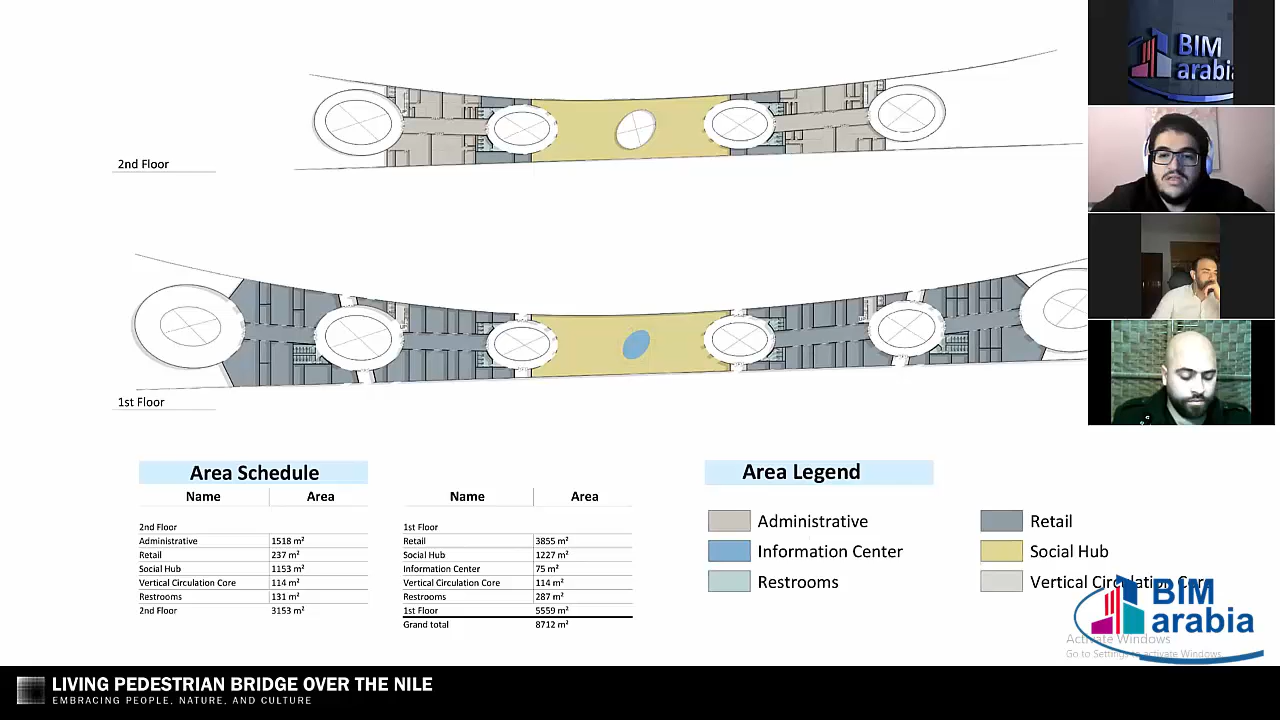 BIM
arabia
2nd Floor
1st Floor
Area Schedule
Name Area
2nd Floor
Administrative 1518 m²
Retail 237 m²
Social Hub 1153 m²
Vertical Circulation Core 114 m²
Restrooms 131 m²
2nd Floor 3153 m²
Name Area
1st Floor
Retail 3855 m²
Social Hub 1227 m²
Information Center 75 m²
Vertical Circulation Core 114 m²
Restrooms 287 m²
1st Floor 5559 m²
Grand total 8712 m²
Area Legend
Administrative
Information Center
Restrooms
Retail
Social Hub
Vertical Circulation Core
BIM
arabia
Activate Windows
Go to Settings to activate Windows.
LIVING PEDESTRIAN BRIDGE OVER THE NILE
EMBRACING PEOPLE, NATURE, AND CULTURE